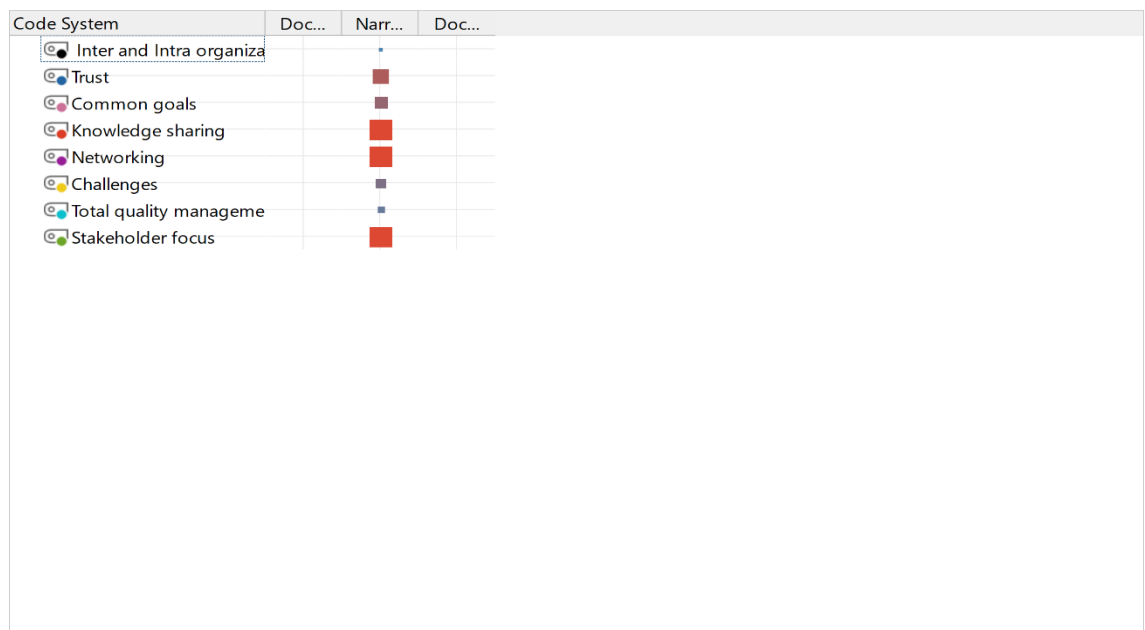 Code System Doc... Narr... Doc...
Inter and Intra organiza
Trust
Common goals
Knowledge sharing
Networking
Challenges
Total quality manageme
Stakeholder focus